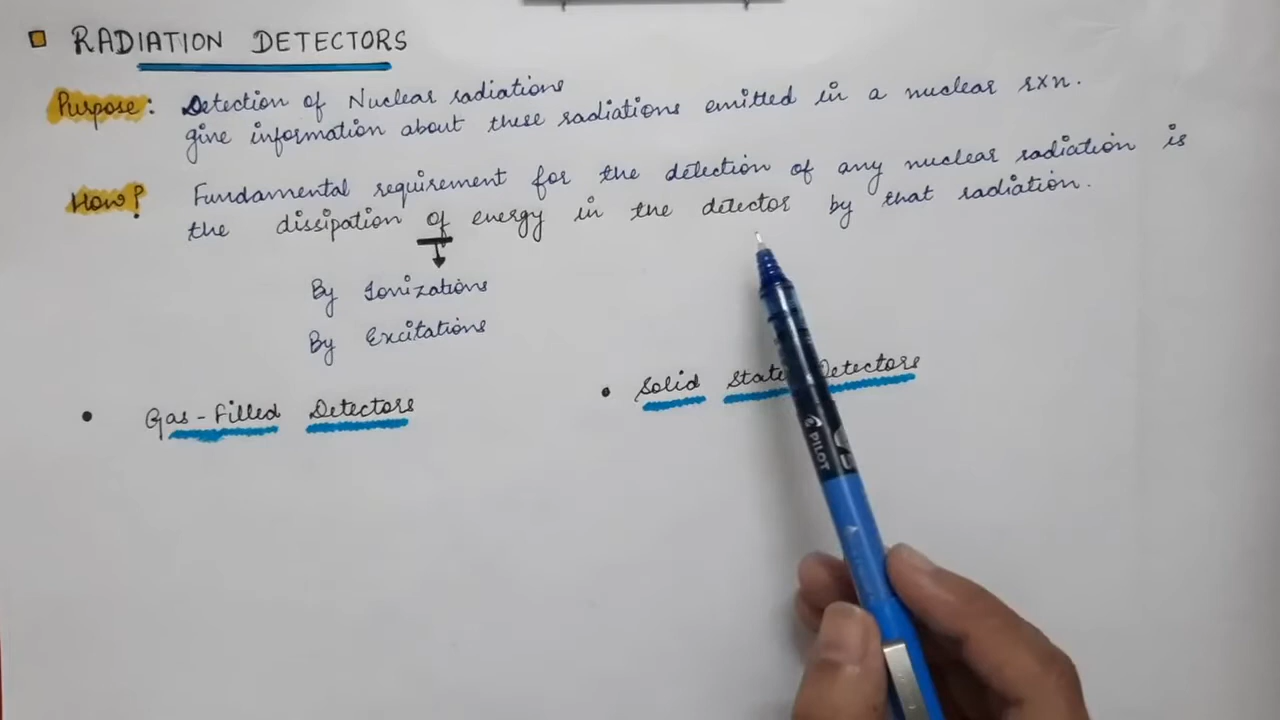 RADIATION DETECTORS
Purpose: Detection of Nuclear radiations
give information about these radiations emitted in a nuclear rxn.
How? Fundamental requirement for the detection of any nuclear radiation is
the dissipation of energy in the detector by that radiation.
By Ionizations
By Excitations
• Gas-Filled Detectors
• Solid State Detectors
PILOT